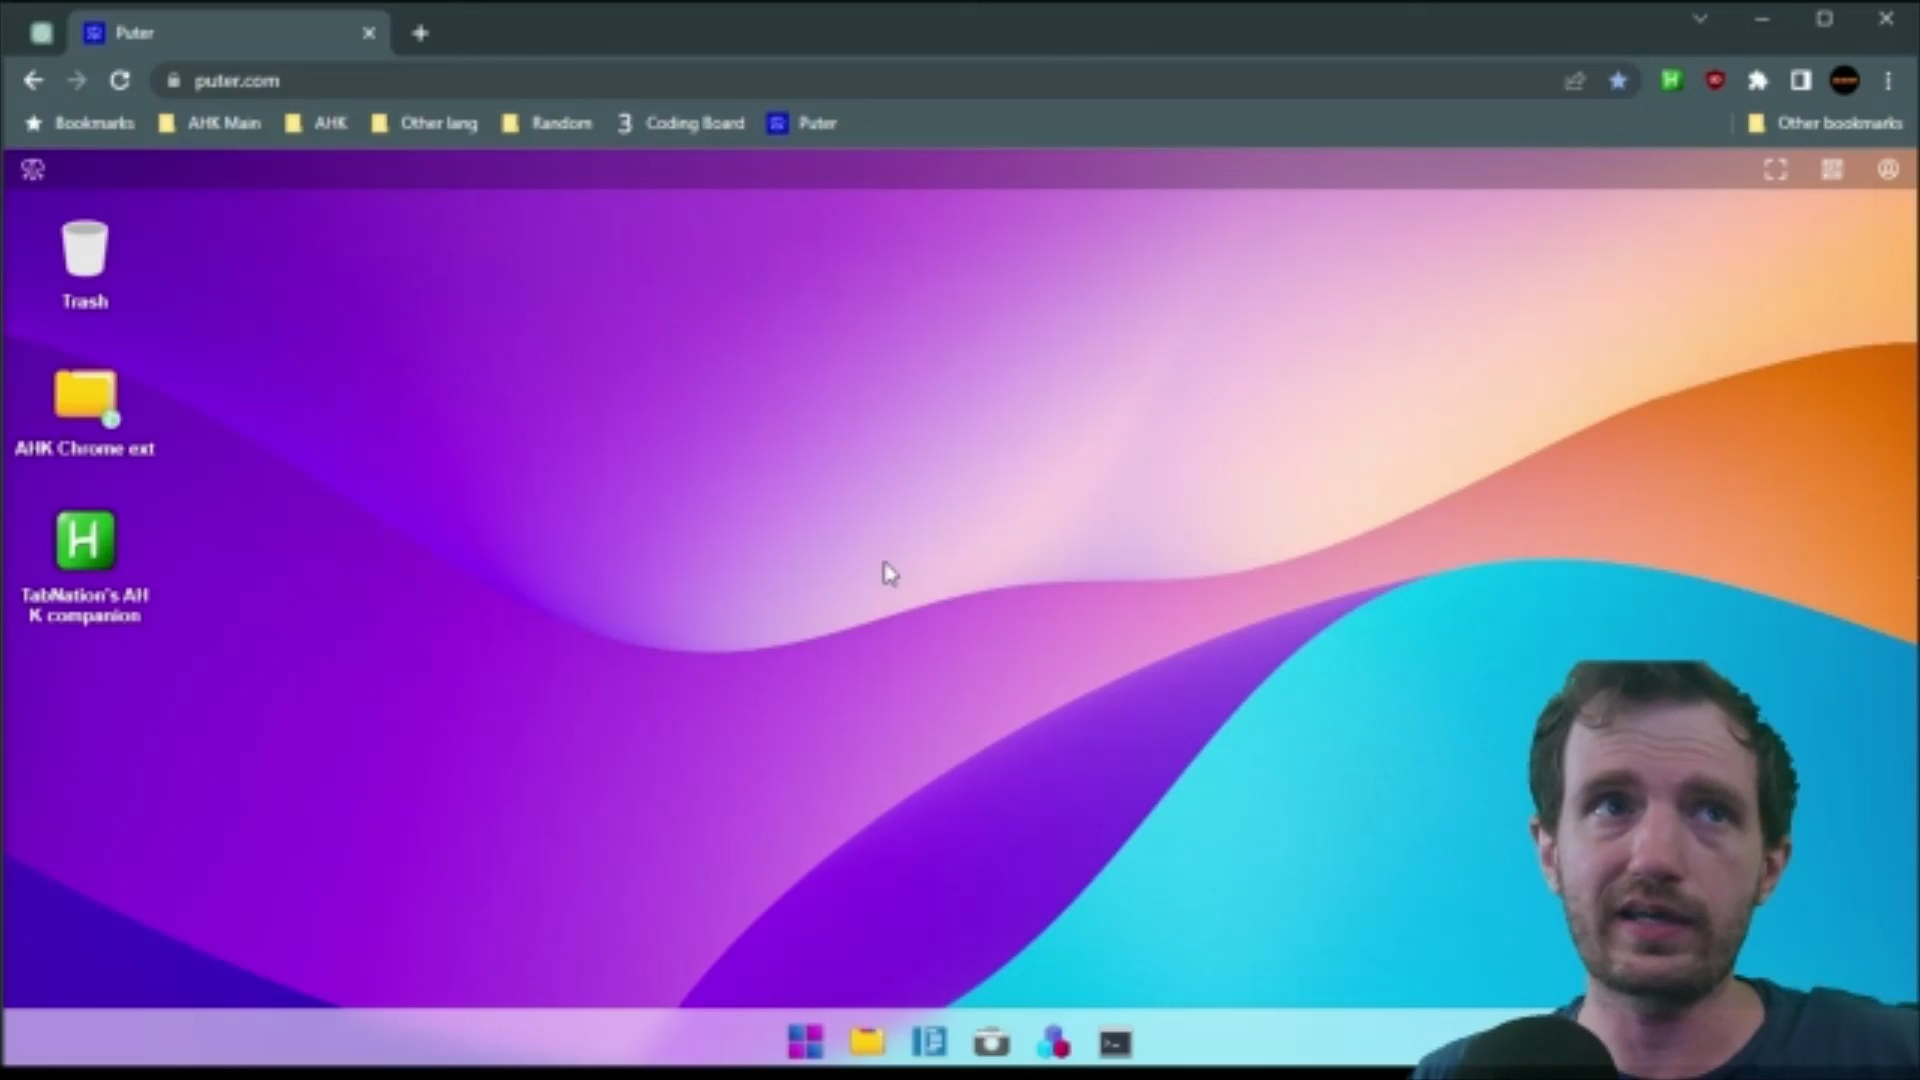 Puter
puter.com
Bookmarks AHK Main AHK Other lang Random Coding Board Puter Other bookmarks
Trash
AHK Chrome ext
H
TabNation's AH
K companion